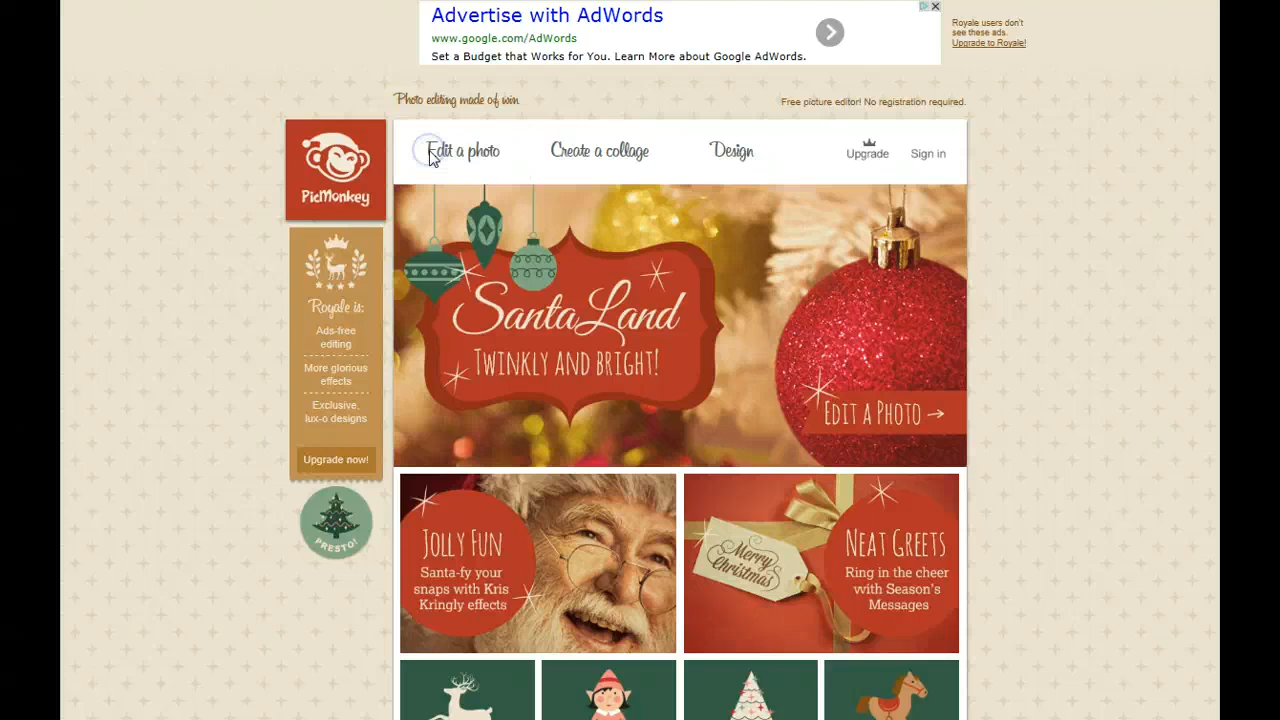 Advertise with AdWords
www.google.com/AdWords
Set a Budget that Works for You. Learn More about Google AdWords.
Royale users don't
see these ads.
Upgrade to Royale!
Photo editing made of win.
Free picture editor! No registration required.
Edit a photo
Create a collage
Design
Upgrade
Sign in
PicMonkey
Royale is:
Ads-free
editing
More glorious
effects
Exclusive,
lux-o designs
Upgrade now!
PRESTO!
SantaLand
TWINKLY AND BRIGHT!
EDIT A PHOTO →
JOLLY FUN
Santa-fy your
snaps with Kris
Kringly effects
Merry
Christmas
NEAT GREETS
Ring in the cheer
with Season's
Messages